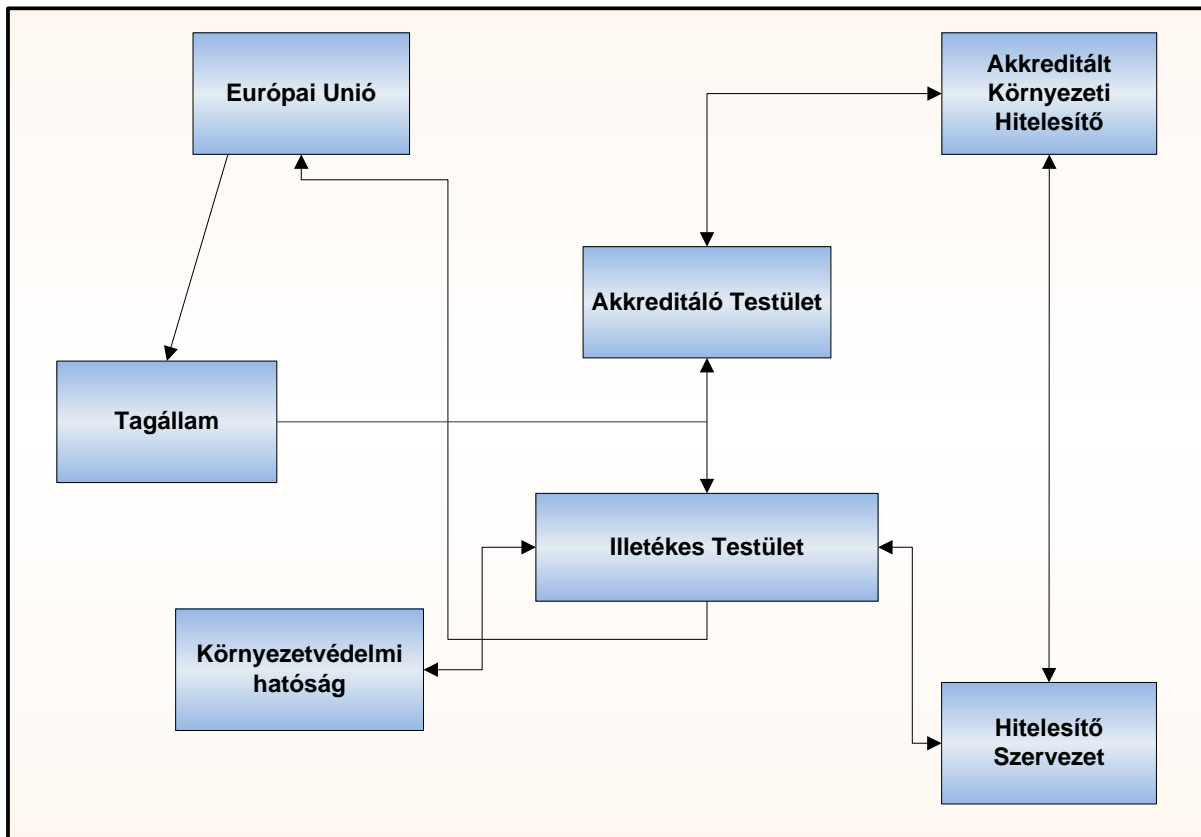 Európai Unió
Akkreditált
Környezeti
Hitelesítő
Akkreditáló Testület
Tagállam
Illetékes Testület
Környezetvédelmi
hatóság
Hitelesítő
Szervezet